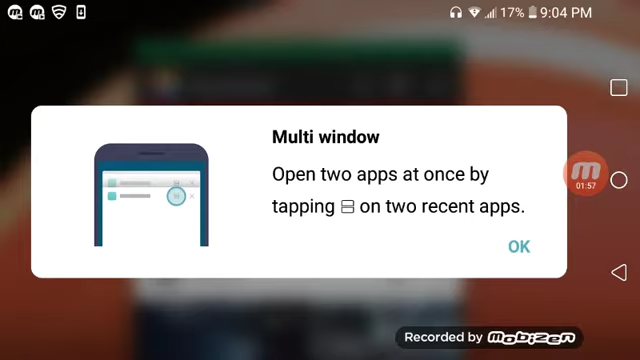 17% 9:04 PM
Multi window
Open two apps at once by
tapping on two recent apps.
OK
01:57
Recorded by mobizen